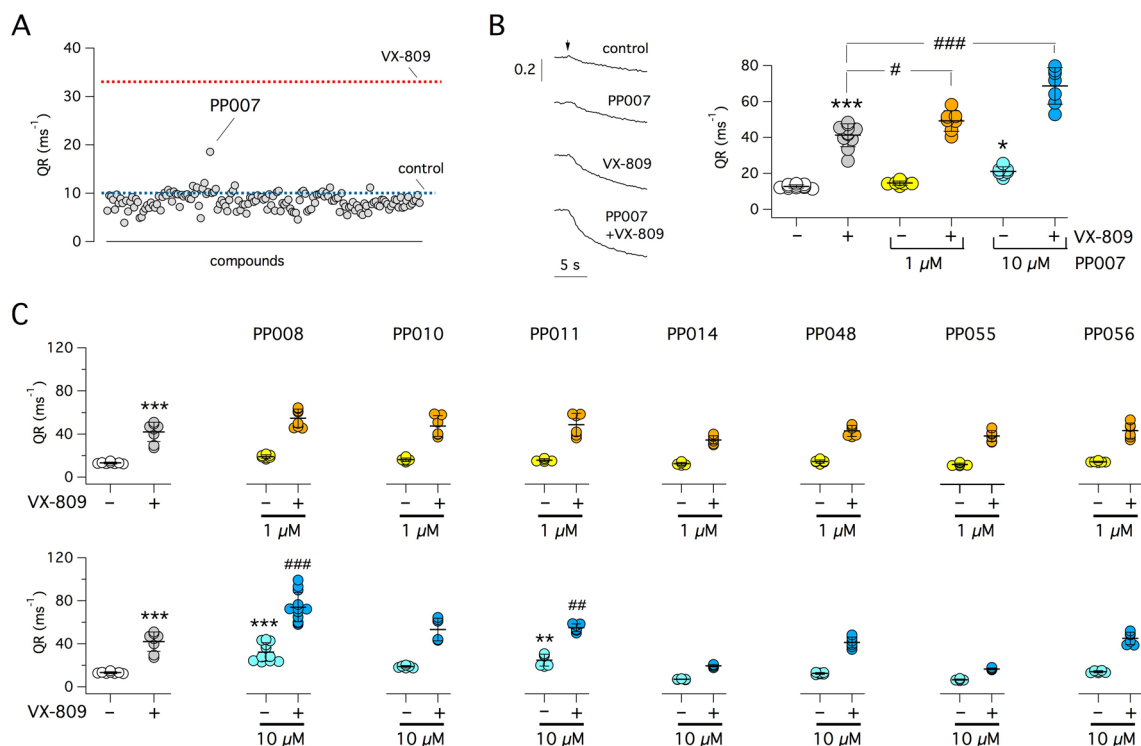 A
40
30
20
10
0
QR (ms⁻¹)
VX-809
PP007
control
compounds
B
0.2
control
PP007
VX-809
PP007
+VX-809
5 s
80
60
40
20
0
QR (ms⁻¹)
###
#
***
*
− + − + − + VX-809
1 µM 10 µM PP007
C
PP008 PP010 PP011 PP014 PP048 PP055 PP056
120
80
40
0
QR (ms⁻¹)
***
VX-809 − + − + − + − + − + − + − + − +
1 µM 1 µM 1 µM 1 µM 1 µM 1 µM 1 µM
120
80
40
0
QR (ms⁻¹)
*** *** ### ** ##
VX-809 − + − + − + − + − + − + − + − +
10 µM 10 µM 10 µM 10 µM 10 µM 10 µM 10 µM